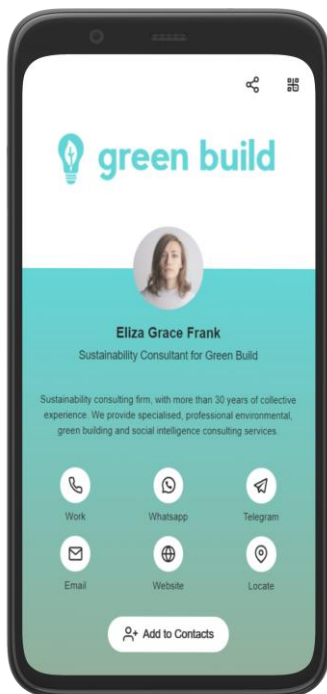 green build
Eliza Grace Frank
Sustainability Consultant for Green Build
Sustainability consulting firm, with more than 30 years of collective
experience. We provide specialised, professional environmental,
green building and social intelligence consulting services.
Work Whatsapp Telegram
Email Website Locate
Add to Contacts